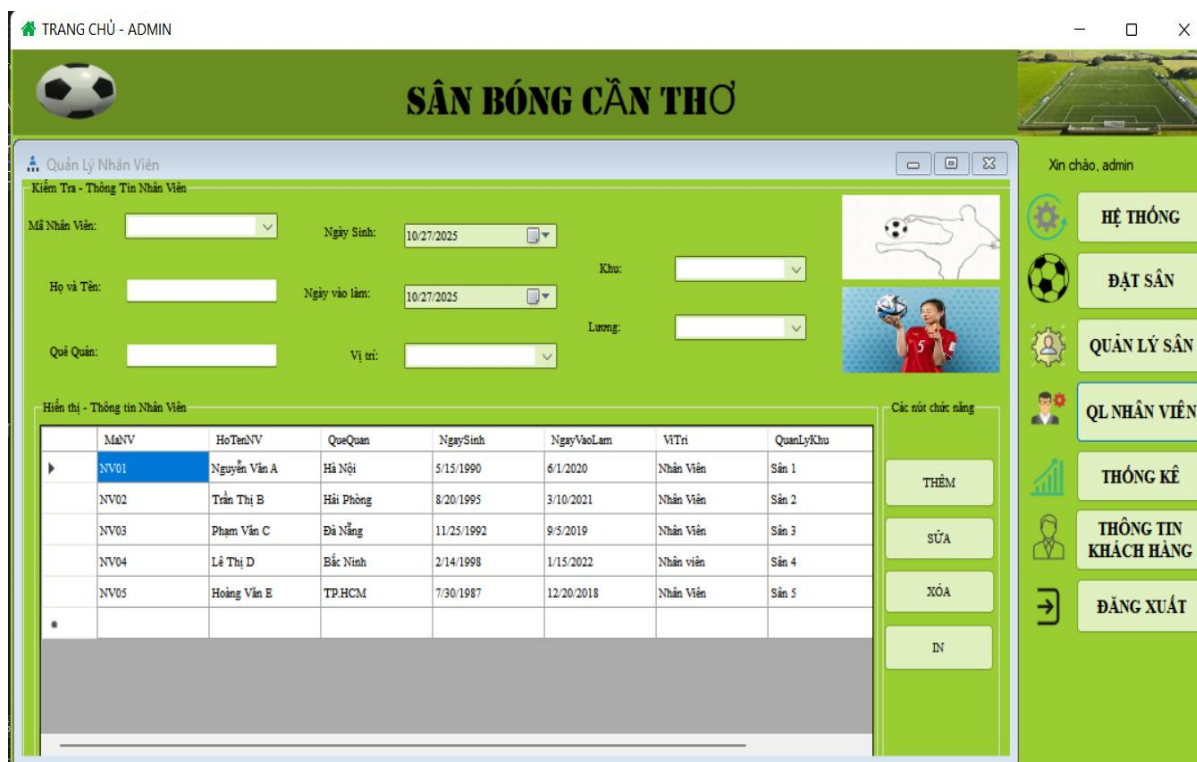 TRANG CHỦ - ADMIN
SÂN BÓNG CẦN THƠ
Quản Lý Nhân Viên
Xin chào, admin
Kiểm Tra - Thông Tin Nhân Viên
Mã Nhân Viên:
Ngày Sinh:
10/27/2025
Khu:
Họ và Tên:
Ngày vào làm:
10/27/2025
Lương:
Quê Quán:
Vị trí:
5
Hiển thị - Thông tin Nhân Viên
MaNV HoTenNV QueQuan NgaySinh NgayVaoLam ViTri QuanLyKhu
NV01 Nguyễn Văn A Hà Nội 5/15/1990 6/1/2020 Nhân Viên Sân 1
NV02 Trần Thị B Hải Phòng 8/20/1995 3/10/2021 Nhân Viên Sân 2
NV03 Phạm Văn C Đà Nẵng 11/25/1992 9/5/2019 Nhân Viên Sân 3
NV04 Lê Thị D Bắc Ninh 2/14/1998 1/15/2022 Nhân viên Sân 4
NV05 Hoàng Văn E TP.HCM 7/30/1987 12/20/2018 Nhân Viên Sân 5
Các nút chức năng
THÊM
SỬA
XÓA
IN
HỆ THỐNG
ĐẶT SÂN
QUẢN LÝ SÂN
QL NHÂN VIÊN
THỐNG KÊ
THÔNG TIN
KHÁCH HÀNG
ĐĂNG XUẤT